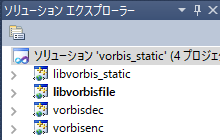 ソリューション エクスプローラー
ソリューション 'vorbis_static' (4 プロジェ
libvorbis_static
libvorbisfile
vorbisdec
vorbisenc